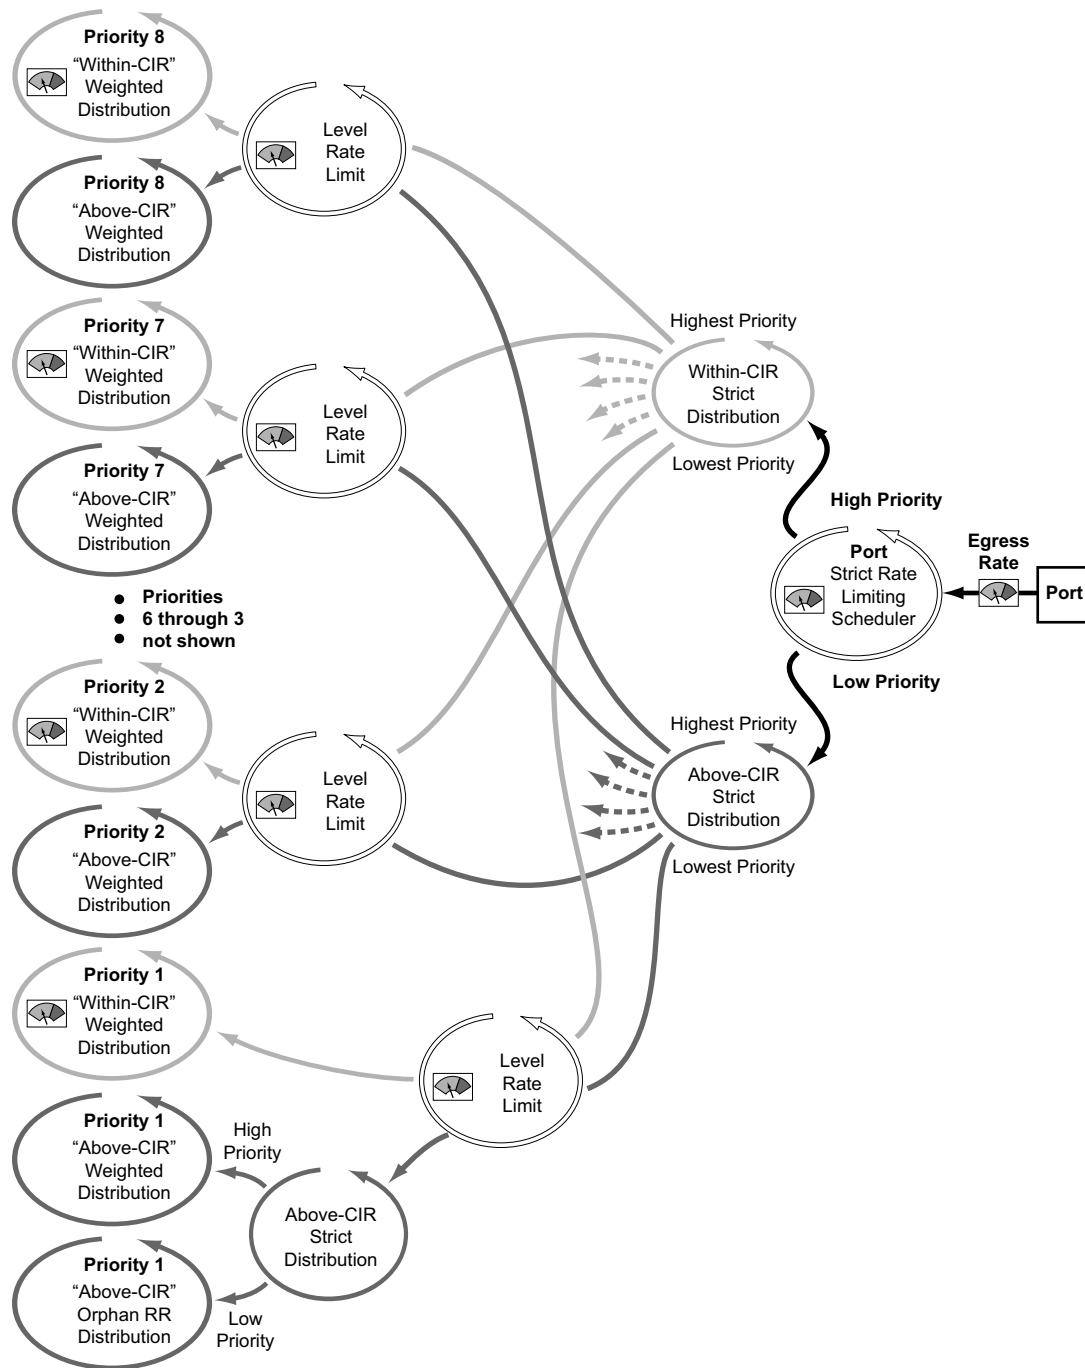 Priority 8
“Within-CIR”
Weighted
Distribution
Priority 8
“Above-CIR”
Weighted
Distribution
Level
Rate
Limit
Priority 7
“Within-CIR”
Weighted
Distribution
Priority 7
“Above-CIR”
Weighted
Distribution
Level
Rate
Limit
Highest Priority
Within-CIR
Strict
Distribution
Lowest Priority
High Priority
Port
Strict Rate
Limiting
Scheduler
Egress
Rate
Port
Low Priority
● Priorities
● 6 through 3
● not shown
Priority 2
“Within-CIR”
Weighted
Distribution
Priority 2
“Above-CIR”
Weighted
Distribution
Level
Rate
Limit
Highest Priority
Above-CIR
Strict
Distribution
Lowest Priority
Priority 1
“Within-CIR”
Weighted
Distribution
Level
Rate
Limit
Priority 1
“Above-CIR”
Weighted
Distribution
High
Priority
Above-CIR
Strict
Distribution
Priority 1
“Above-CIR”
Orphan RR
Distribution
Low
Priority